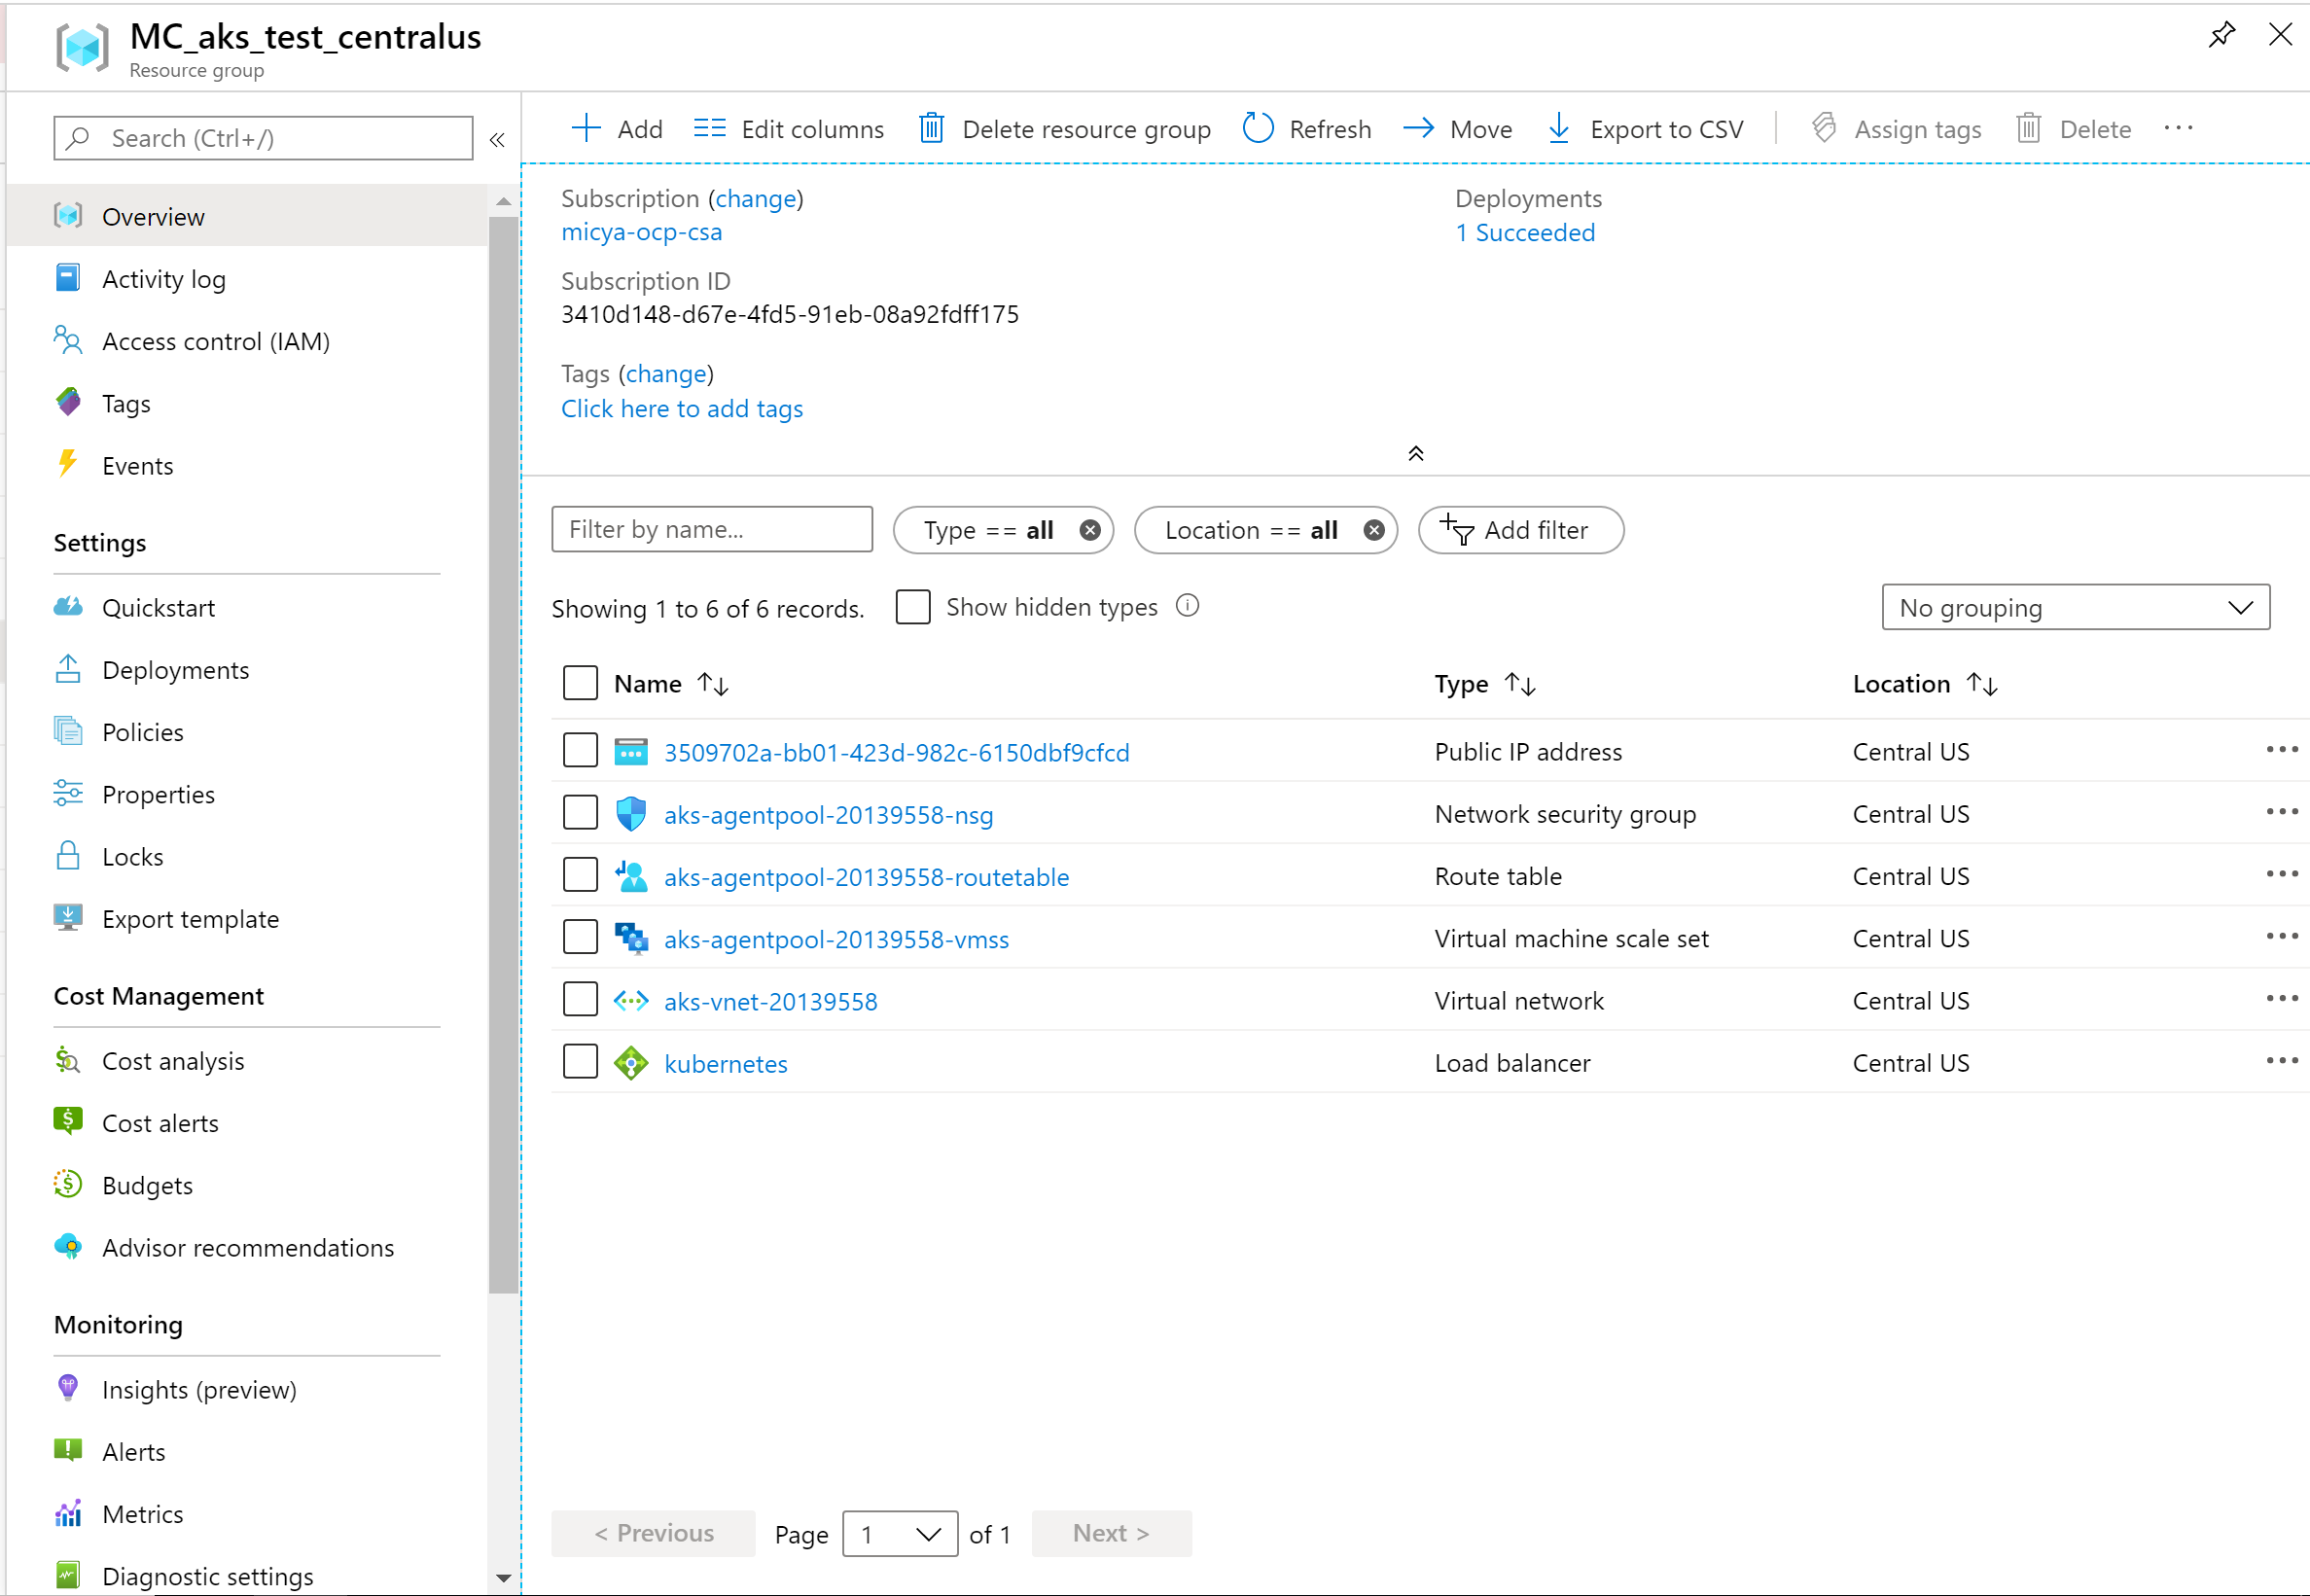 MC_aks_test_centralus
Resource group
Search (Ctrl+/)
«
Overview
Activity log
Access control (IAM)
Tags
Events
Settings
Quickstart
Deployments
Policies
Properties
Locks
Export template
Cost Management
Cost analysis
Cost alerts
Budgets
Advisor recommendations
Monitoring
Insights (preview)
Alerts
Metrics
Diagnostic settings
Add Edit columns Delete resource group Refresh Move Export to CSV Assign tags Delete ...
Subscription (change)
micya-ocp-csa
Subscription ID
3410d148-d67e-4fd5-91eb-08a92fdff175
Tags (change)
Click here to add tags
Deployments
1 Succeeded
Filter by name... Type == all Location == all Add filter
Showing 1 to 6 of 6 records. Show hidden types No grouping
Name Type Location
3509702a-bb01-423d-982c-6150dbf9cfcd Public IP address Central US
aks-agentpool-20139558-nsg Network security group Central US
aks-agentpool-20139558-routetable Route table Central US
aks-agentpool-20139558-vmss Virtual machine scale set Central US
aks-vnet-20139558 Virtual network Central US
kubernetes Load balancer Central US
< Previous Page 1 of 1 Next >